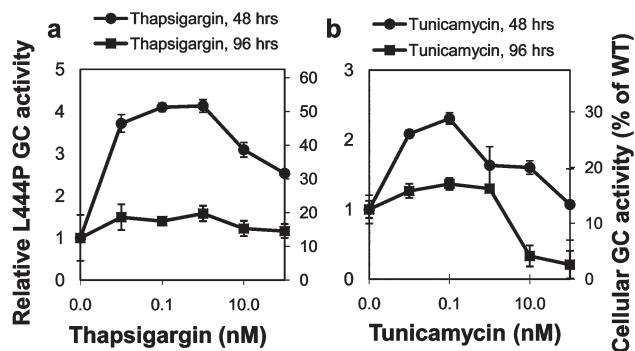 a
Thapsigargin, 48 hrs
Thapsigargin, 96 hrs
Relative L444P GC activity
5
4
3
2
1
0
60
50
40
30
20
10
0
0.0
0.1
10.0
Thapsigargin (nM)
b
Tunicamycin, 48 hrs
Tunicamycin, 96 hrs
3
2
1
0
30
20
10
0
Cellular GC activity (% of WT)
0.0
0.1
10.0
Tunicamycin (nM)